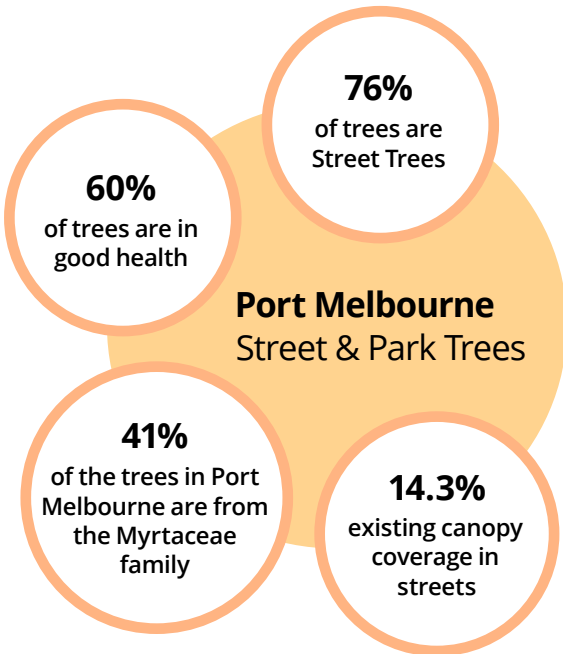 76%
of trees are
Street Trees
60%
of trees are in
good health
Port Melbourne
Street & Park Trees
41%
of the trees in Port
Melbourne are from
the Myrtaceae
family
14.3%
existing canopy
coverage in
streets